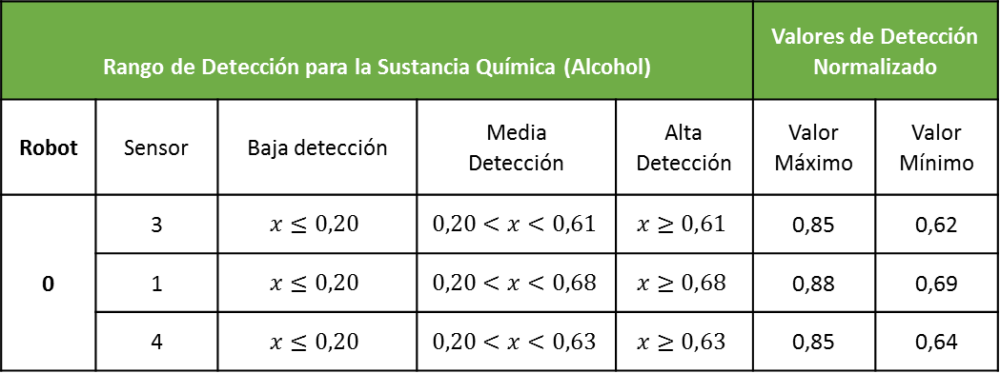 Rango de Detección para la Sustancia Química (Alcohol)
Valores de Detección
Normalizado
Robot
Sensor
Baja detección
Media
Detección
Alta
Detección
Valor
Máximo
Valor
Mínimo
0
3
x ≤ 0,20
0,20 < x < 0,61
x ≥ 0,61
0,85
0,62
1
x ≤ 0,20
0,20 < x < 0,68
x ≥ 0,68
0,88
0,69
4
x ≤ 0,20
0,20 < x < 0,63
x ≥ 0,63
0,85
0,64